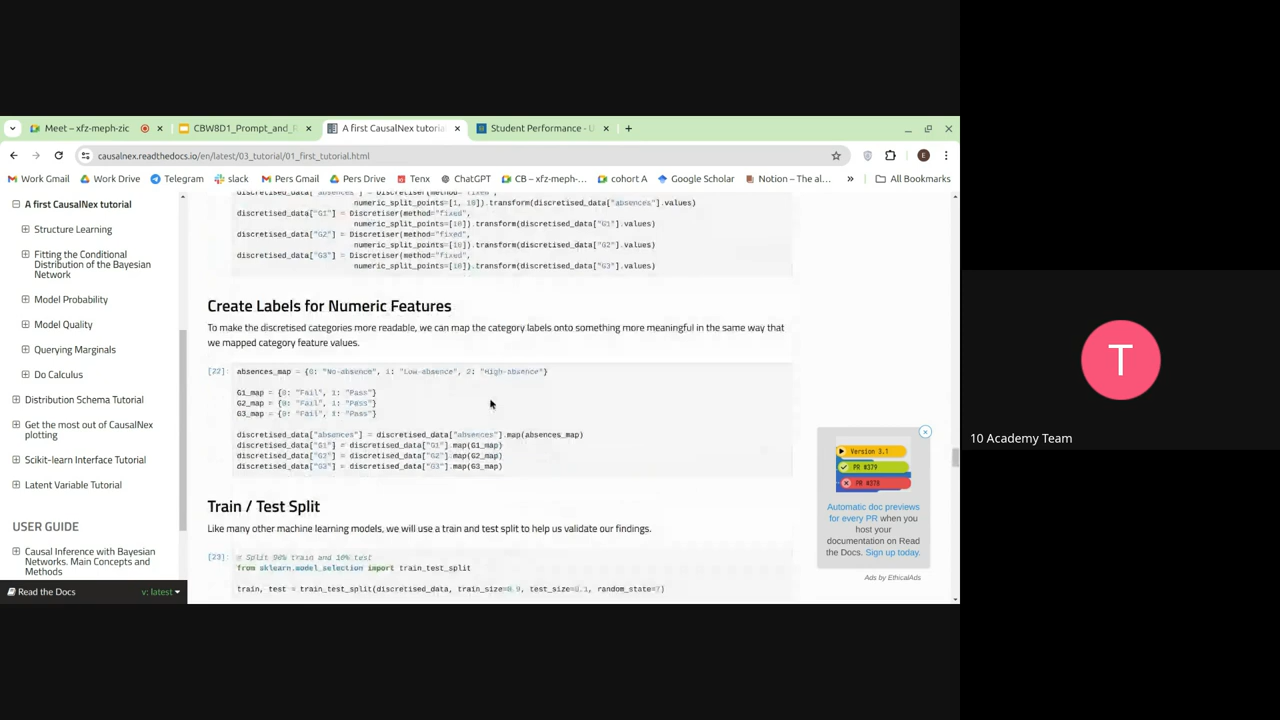 Meet – xfz-meph-zic
CBW8D1_Prompt_and_R
A first CausalNex tutoria
Student Performance - U
causalnex.readthedocs.io/en/latest/03_tutorial/01_first_tutorial.html
E
Work Gmail
Work Drive
Telegram
slack
Pers Gmail
Pers Drive
Tenx
ChatGPT
CB – xfz-meph-...
cohort A
Google Scholar
Notion – The al...
»
All Bookmarks
A first CausalNex tutorial
Structure Learning
Fitting the Conditional
Distribution of the Bayesian
Network
Model Probability
Model Quality
Querying Marginals
Do Calculus
Distribution Schema Tutorial
Get the most out of CausalNex
plotting
Scikit-learn Interface Tutorial
Latent Variable Tutorial
USER GUIDE
Causal Inference with Bayesian
Networks. Main Concepts and
Methods
Read the Docs
v: latest
discretised_data["absences"] = Discretiser(method="fixed",
numeric_split_points=[1, 10]).transform(discretised_data["absences"].values)
discretised_data["G1"] = Discretiser(method="fixed",
numeric_split_points=[10]).transform(discretised_data["G1"].values)
discretised_data["G2"] = Discretiser(method="fixed",
numeric_split_points=[10]).transform(discretised_data["G2"].values)
discretised_data["G3"] = Discretiser(method="fixed",
numeric_split_points=[10]).transform(discretised_data["G3"].values)
Create Labels for Numeric Features
To make the discretised categories more readable, we can map the category labels onto something more meaningful in the same way that
we mapped category feature values.
[22]:
absences_map = {0: "No-absence", 1: "Low-absence", 2: "High-absence"}
G1_map = {0: "Fail", 1: "Pass"}
G2_map = {0: "Fail", 1: "Pass"}
G3_map = {0: "Fail", 1: "Pass"}
discretised_data["absences"] = discretised_data["absences"].map(absences_map)
discretised_data["G1"] = discretised_data["G1"].map(G1_map)
discretised_data["G2"] = discretised_data["G2"].map(G2_map)
discretised_data["G3"] = discretised_data["G3"].map(G3_map)
Train / Test Split
Like many other machine learning models, we will use a train and test split to help us validate our findings.
[23]:
# Split 90% train and 10% test
from sklearn.model_selection import train_test_split
train, test = train_test_split(discretised_data, train_size=0.9, test_size=0.1, random_state=7)
Version 3.1
PR #379
PR #378
Automatic doc previews
for every PR when you
host your
documentation on Read
the Docs. Sign up today.
Ads by EthicalAds
T
10 Academy Team